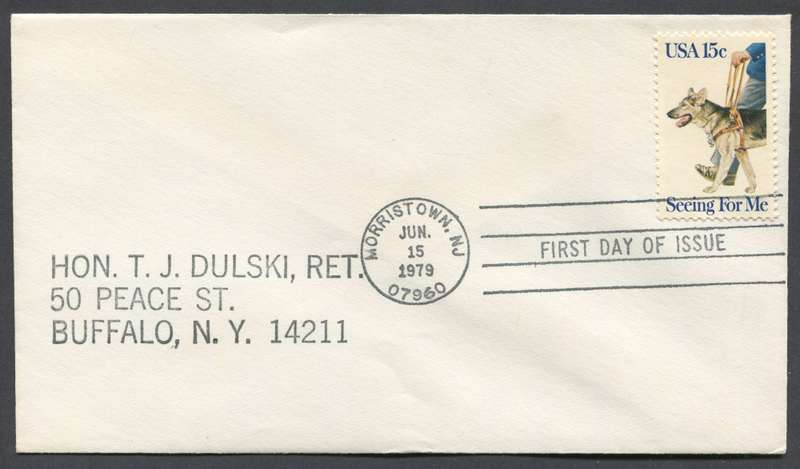 USA 15c
Seeing For Me
MORRISTOWN, NJ
JUN.
15
1979
07960
FIRST DAY OF ISSUE
HON. T. J. DULSKI, RET.
50 PEACE ST.
BUFFALO, N. Y. 14211